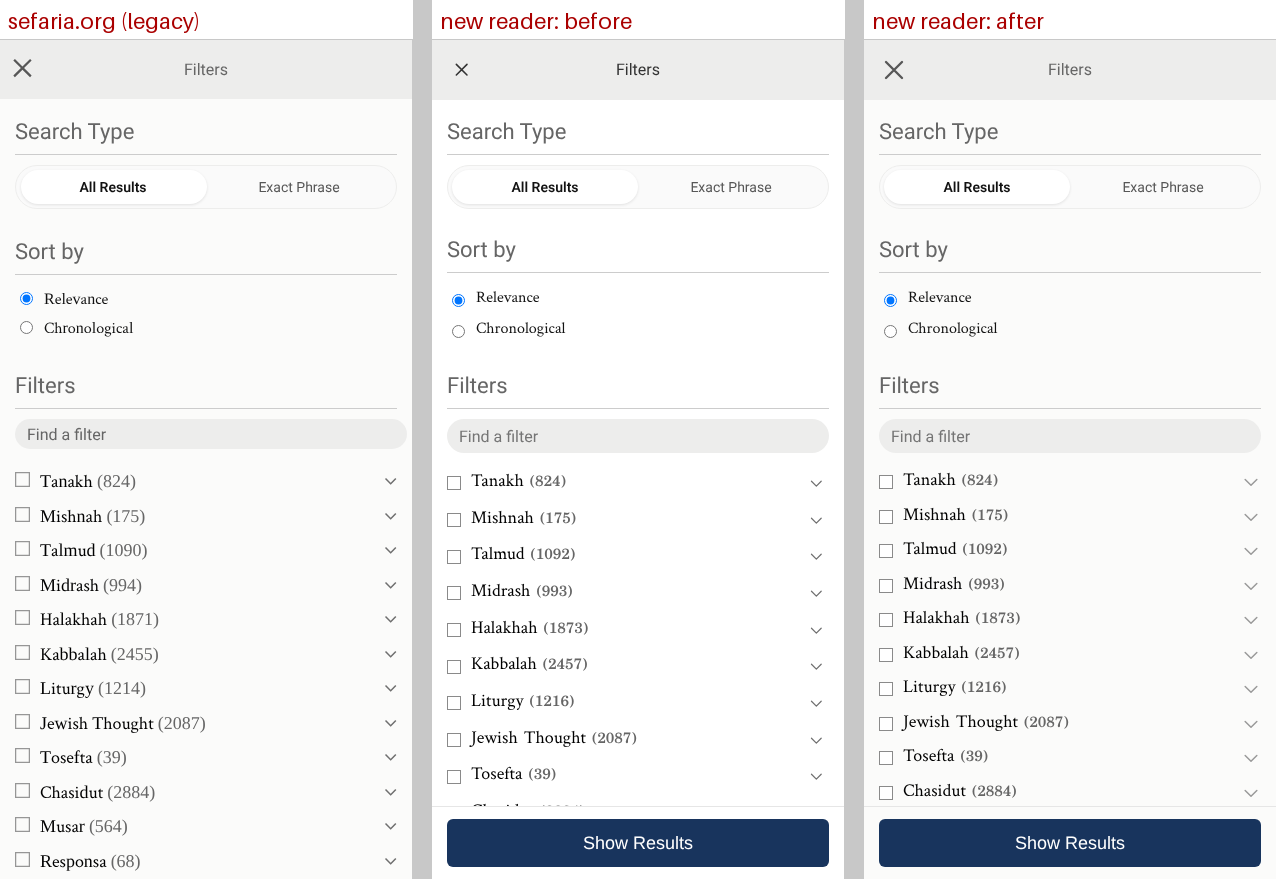 sefaria.org (legacy)
Filters
Search Type
All Results Exact Phrase
Sort by
Relevance
Chronological
Filters
Find a filter
Tanakh (824)
Mishnah (175)
Talmud (1090)
Midrash (994)
Halakhah (1871)
Kabbalah (2455)
Liturgy (1214)
Jewish Thought (2087)
Tosefta (39)
Chasidut (2884)
Musar (564)
Responsa (68)
new reader: before
Filters
Search Type
All Results Exact Phrase
Sort by
Relevance
Chronological
Filters
Find a filter
Tanakh (824)
Mishnah (175)
Talmud (1092)
Midrash (993)
Halakhah (1873)
Kabbalah (2457)
Liturgy (1216)
Jewish Thought (2087)
Tosefta (39)
Show Results
new reader: after
Filters
Search Type
All Results Exact Phrase
Sort by
Relevance
Chronological
Filters
Find a filter
Tanakh (824)
Mishnah (175)
Talmud (1092)
Midrash (993)
Halakhah (1873)
Kabbalah (2457)
Liturgy (1216)
Jewish Thought (2087)
Tosefta (39)
Chasidut (2884)
Show Results